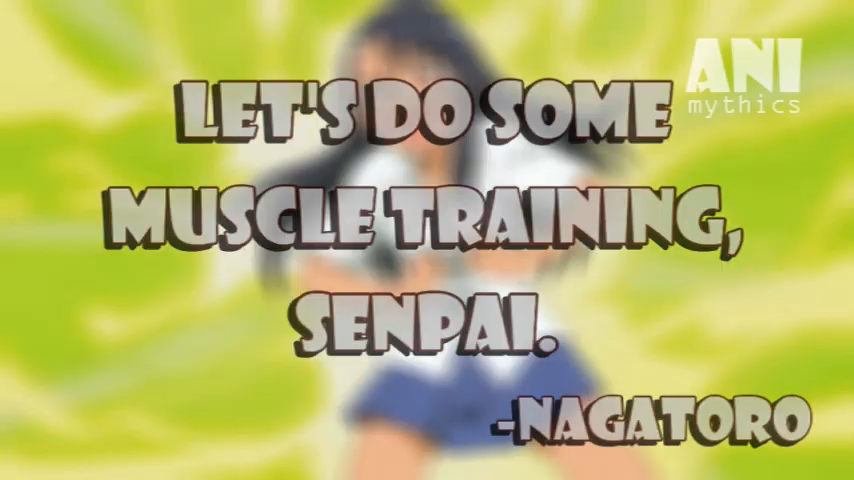 ANI
mythics
LET'S DO SOME
MUSCLE TRAINING,
SENPAI.
-NAGATORO